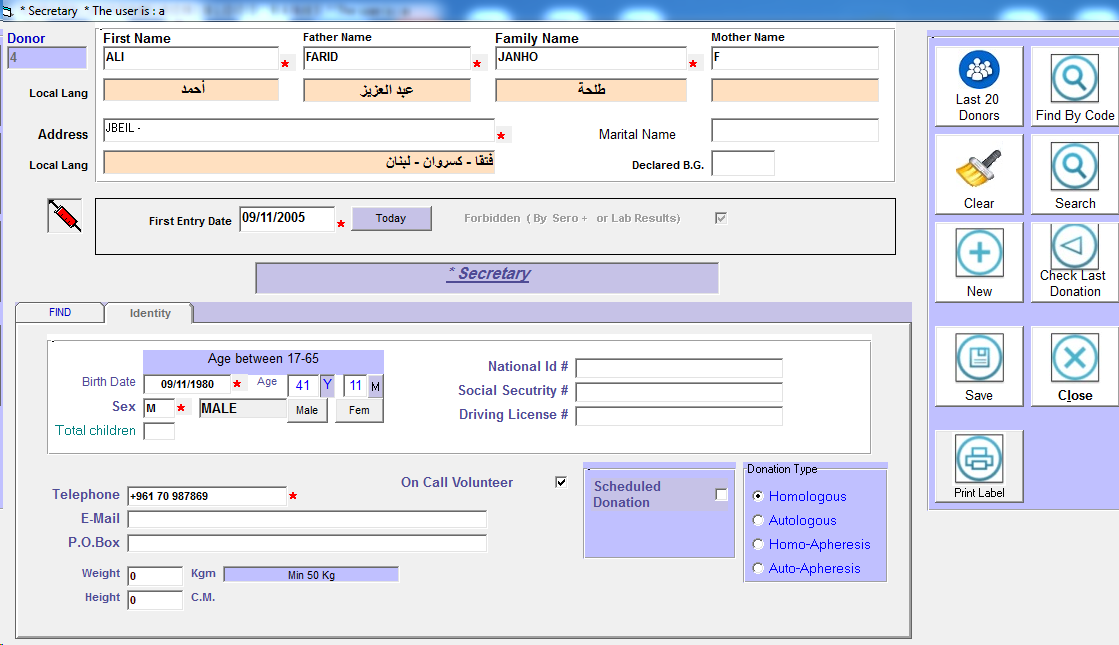 * Secretary * The user is : a
Donor
4
First Name
Father Name
Family Name
Mother Name
ALI *
FARID *
JANHO *
F
Local Lang
أحمد
عبد العزيز
طلحة
Address
JBEIL - *
Marital Name
Local Lang
فتقا - كسروان - لبنان
Declared B.G.
First Entry Date 09/11/2005 * Today Forbidden ( By Sero + or Lab Results)
* Secretary
FIND Identity
Age between 17-65
Birth Date 09/11/1980 * Age 41 Y 11 M
Sex M * MALE Male Fem
Total children
National Id #
Social Secutrity #
Driving License #
Telephone +961 70 987869 *
E-Mail
P.O.Box
On Call Volunteer
Weight 0 Kgm Min 50 Kg
Height 0 C.M.
Scheduled
Donation
Donation Type
Homologous
Autologous
Homo-Apheresis
Auto-Apheresis
Last 20
Donors
Find By Code
Clear
Search
New
Check Last
Donation
Save
Close
Print Label